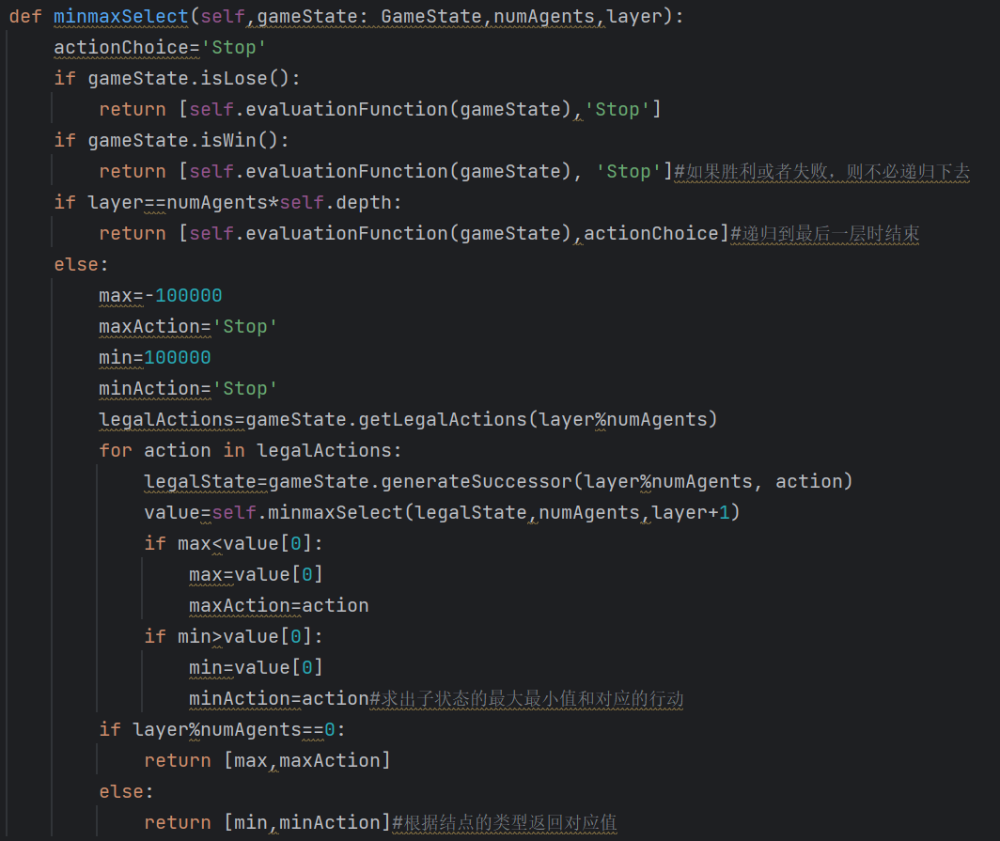 def minmaxSelect(self,gameState: GameState,numAgents,layer):
    actionChoice='Stop'
    if gameState.isLose():
        return [self.evaluationFunction(gameState),'Stop']
    if gameState.isWin():
        return [self.evaluationFunction(gameState), 'Stop']#如果胜利或者失败，则不必递归下去
    if layer==numAgents*self.depth:
        return [self.evaluationFunction(gameState),actionChoice]#递归到最后一层时结束
    else:
        max=-100000
        maxAction='Stop'
        min=100000
        minAction='Stop'
        legalActions=gameState.getLegalActions(layer%numAgents)
        for action in legalActions:
            legalState=gameState.generateSuccessor(layer%numAgents, action)
            value=self.minmaxSelect(legalState,numAgents,layer+1)
            if max<value[0]:
                max=value[0]
                maxAction=action
            if min>value[0]:
                min=value[0]
                minAction=action#求出子状态的最大最小值和对应的行动
        if layer%numAgents==0:
            return [max,maxAction]
        else:
            return [min,minAction]#根据结点的类型返回对应值